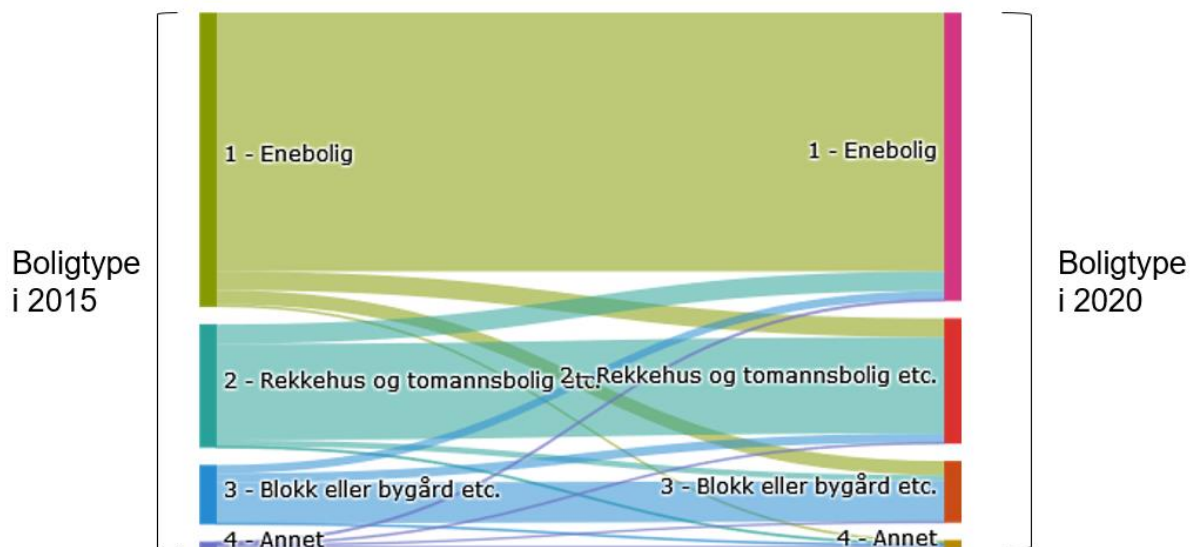 1 - Enebolig
1 - Enebolig
Boligtype
i 2015
Boligtype
i 2020
2 - Rekkehus og tomannsbolig etc.
2 - Rekkehus og tomannsbolig etc.
3 - Blokk eller bygård etc.
3 - Blokk eller bygård etc.
4 - Annet
4 - Annet